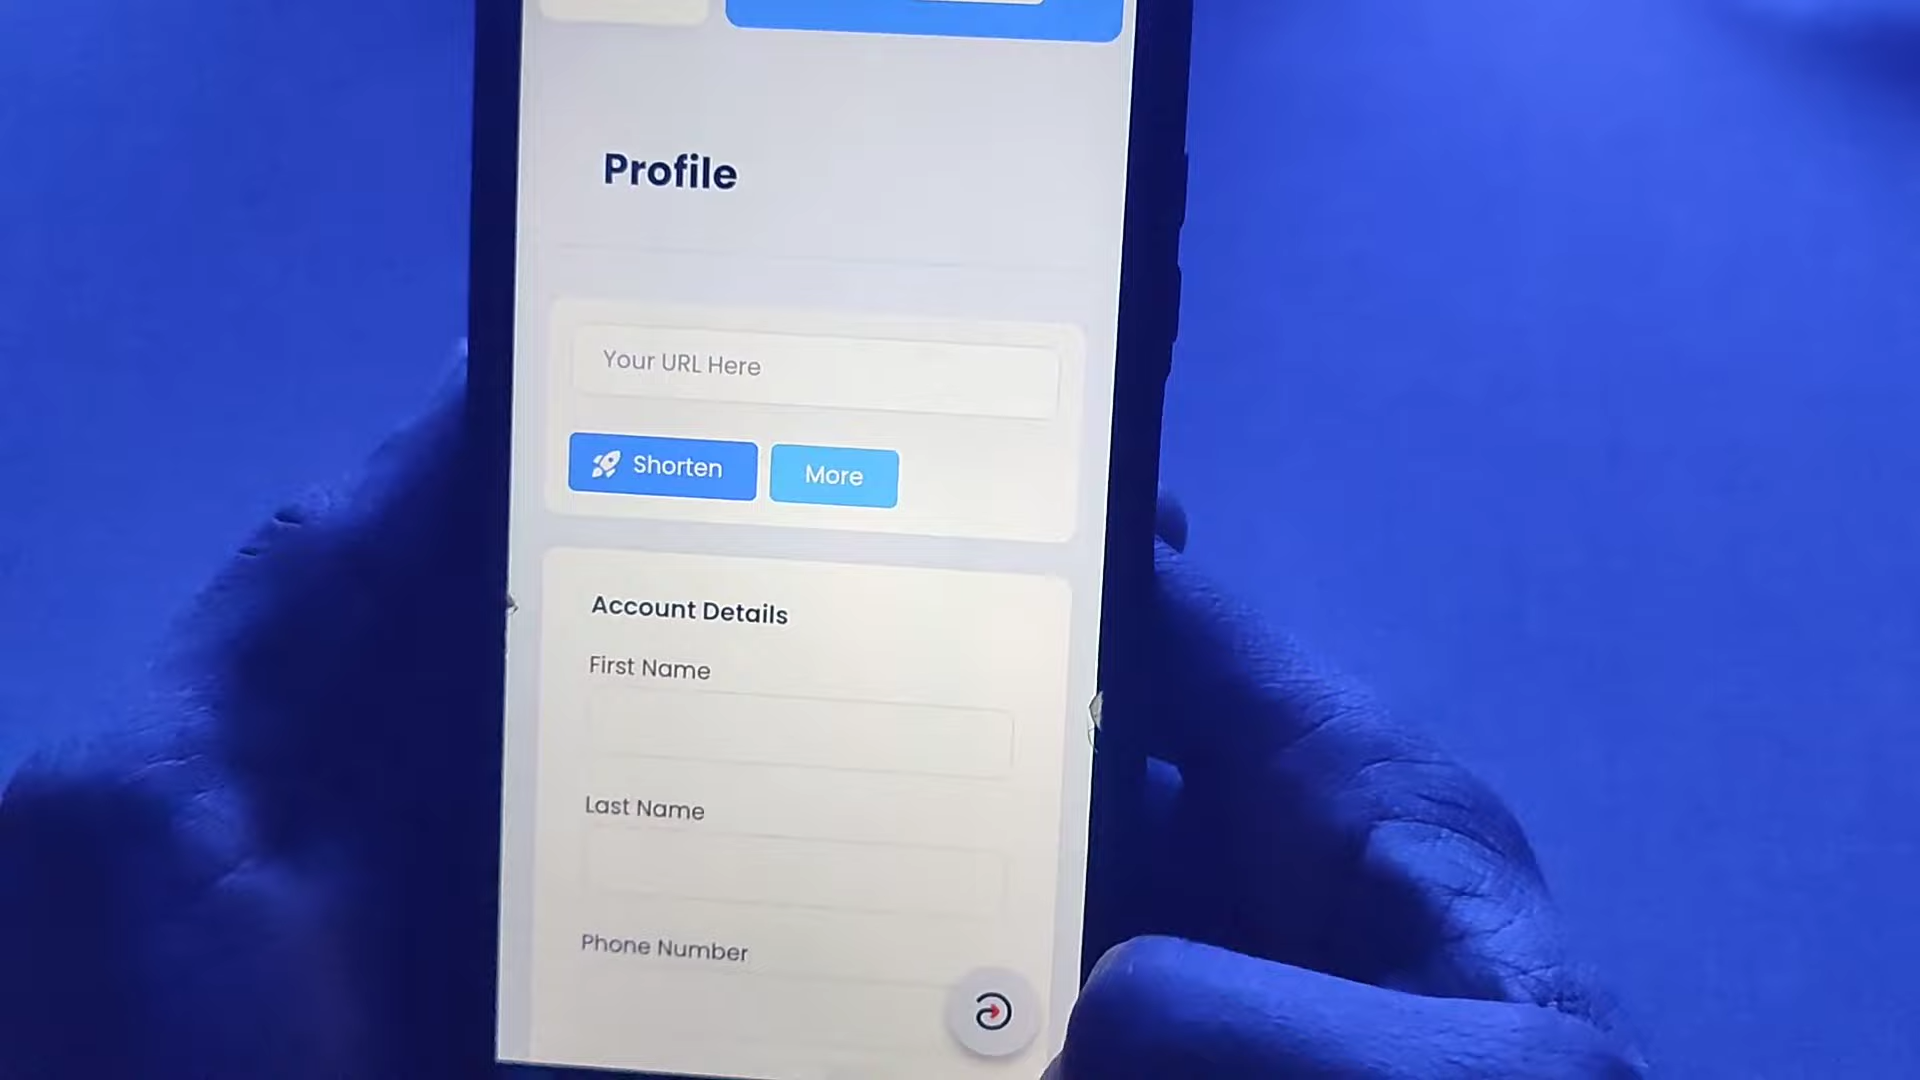 Profile
Your URL Here
Shorten
More
Account Details
First Name
Last Name
Phone Number